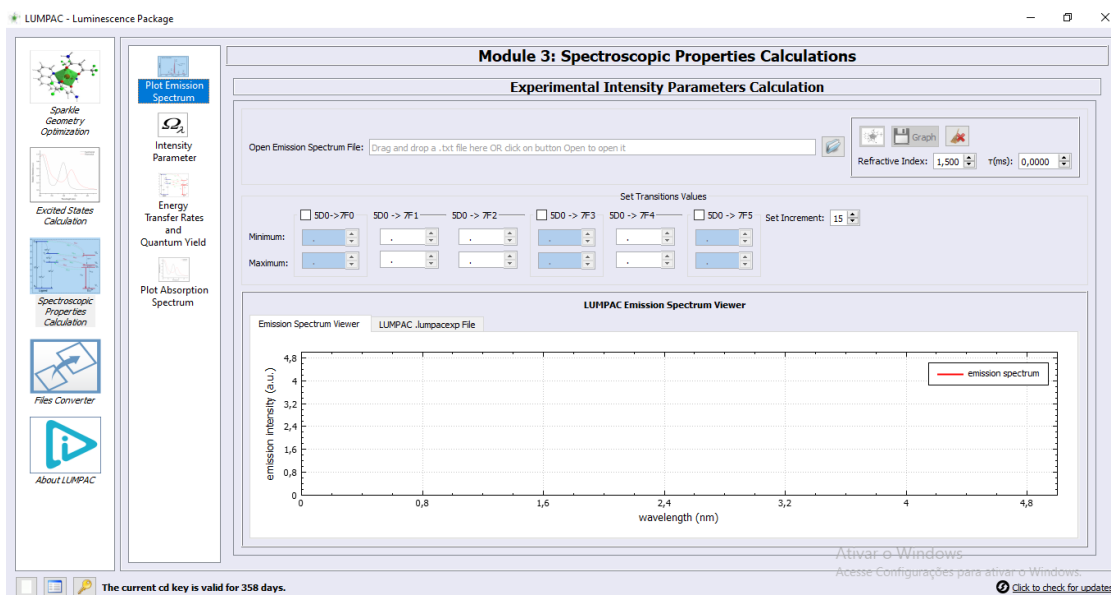 LUMPAC - Luminescence Package
Module 3: Spectroscopic Properties Calculations
Experimental Intensity Parameters Calculation
Sparkle
Geometry
Optimization
Excited States
Calculation
Spectroscopic
Properties
Calculation
Files Converter
About LUMPAC
Plot Emission
Spectrum
Ωλ
Intensity
Parameter
Energy
Transfer Rates
and
Quantum Yield
Plot Absorption
Spectrum
Open Emission Spectrum File: Drag and drop a .txt file here OR click on button Open to open it
Graph
Refractive Index: 1,500 τ(ms): 0,0000
Set Transitions Values
5D0->7F0 5D0 -> 7F1 5D0 -> 7F2 5D0 -> 7F3 5D0 -> 7F4 5D0 -> 7F5 Set Increment: 15
Minimum: . . . . . .
Maximum: . . . . . .
LUMPAC Emission Spectrum Viewer
Emission Spectrum Viewer LUMPAC .lumpacexp File
emission spectrum
emission intensity (a.u.)
4,8
4
3,2
2,4
1,6
0,8
0
0 0,8 1,6 2,4 3,2 4 4,8
wavelength (nm)
Ativar o Windows
Acesse Configurações para ativar o Windows.
The current cd key is valid for 358 days.
Click to check for updates